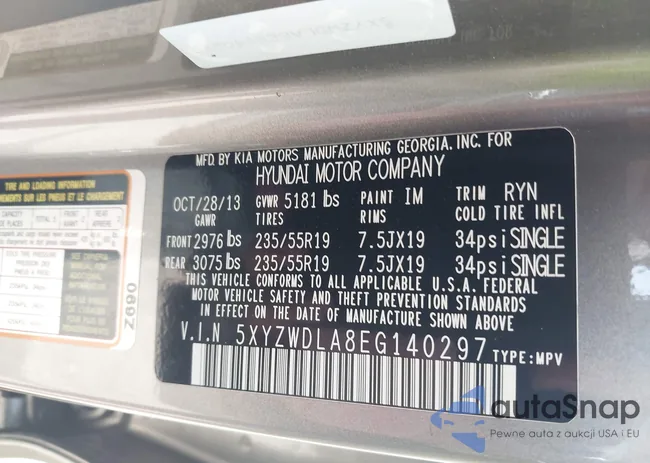 MFD. BY KIA MOTORS MANUFACTURING GEORGIA, INC. FOR
HYUNDAI MOTOR COMPANY
OCT/28/13 GVWR 5181 lbs PAINT IM TRIM RYN
GAWR TIRES RIMS COLD TIRE INFL
FRONT 2976 lbs 235/55R19 7.5JX19 34psi SINGLE
REAR 3075 lbs 235/55R19 7.5JX19 34psi SINGLE
THIS VEHICLE CONFORMS TO ALL APPLICABLE U.S.A. FEDERAL
MOTOR VEHICLE SAFETY AND THEFT PREVENTION STANDARDS
IN EFFECT ON THE DATE OF MANUFACTURE SHOWN ABOVE
V.I.N 5XYZWDLA8EG140297 TYPE:MPV
TIRE AND LOADING INFORMATION
Z690
autaSnap
Pewne auta z aukcji USA i EU